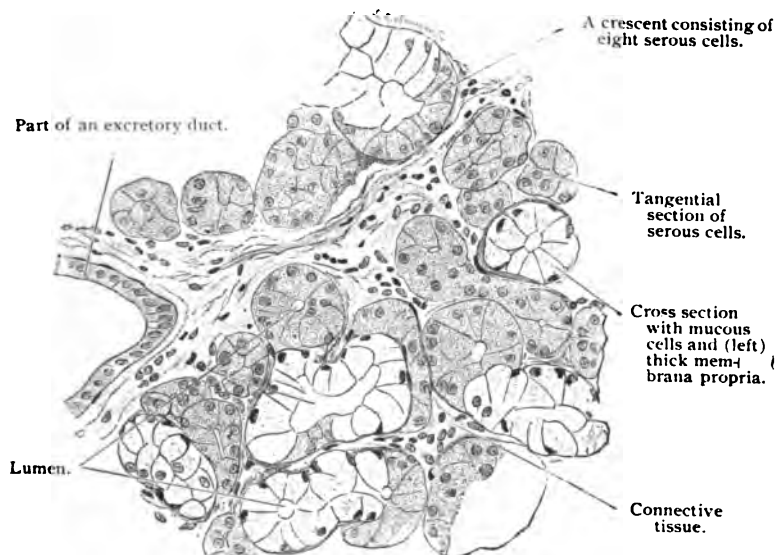 A crescent consisting of
eight serous cells.
Part of an excretory duct.
Tangential
section of
serous cells.
Cross section
with mucous
cells and (left)
thick mem-
brana propria.
Lumen.
Connective
tissue.